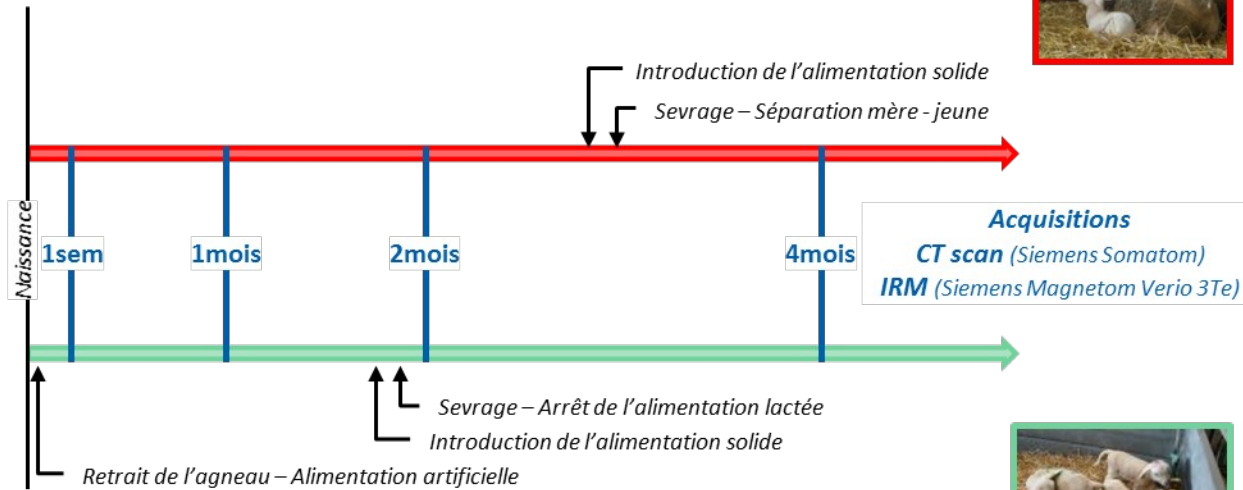 Introduction de l’alimentation solide
Sevrage – Séparation mère - jeune
Naissance
1sem
1mois
2mois
4mois
Acquisitions
CT scan (Siemens Somatom)
IRM (Siemens Magnetom Verio 3Te)
Sevrage – Arrêt de l’alimentation lactée
Introduction de l’alimentation solide
Retrait de l’agneau – Alimentation artificielle